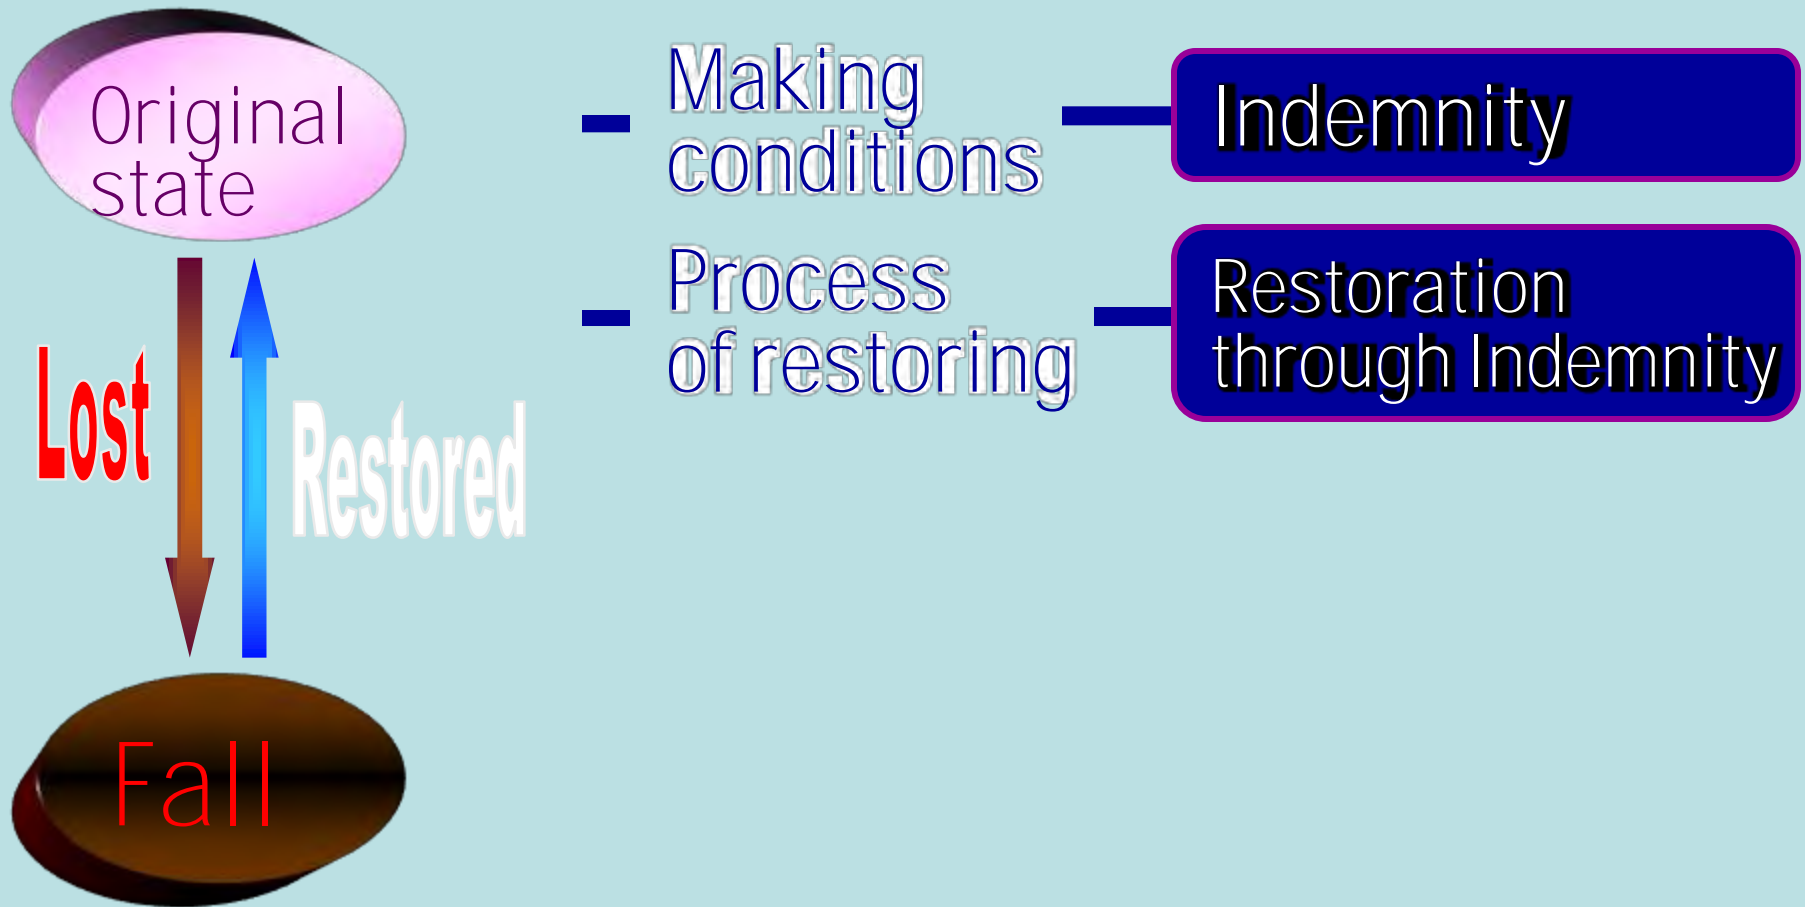 Original
state
Lost
Restored
Fall
Making
conditions
Indemnity
Process
of restoring
Restoration
through Indemnity